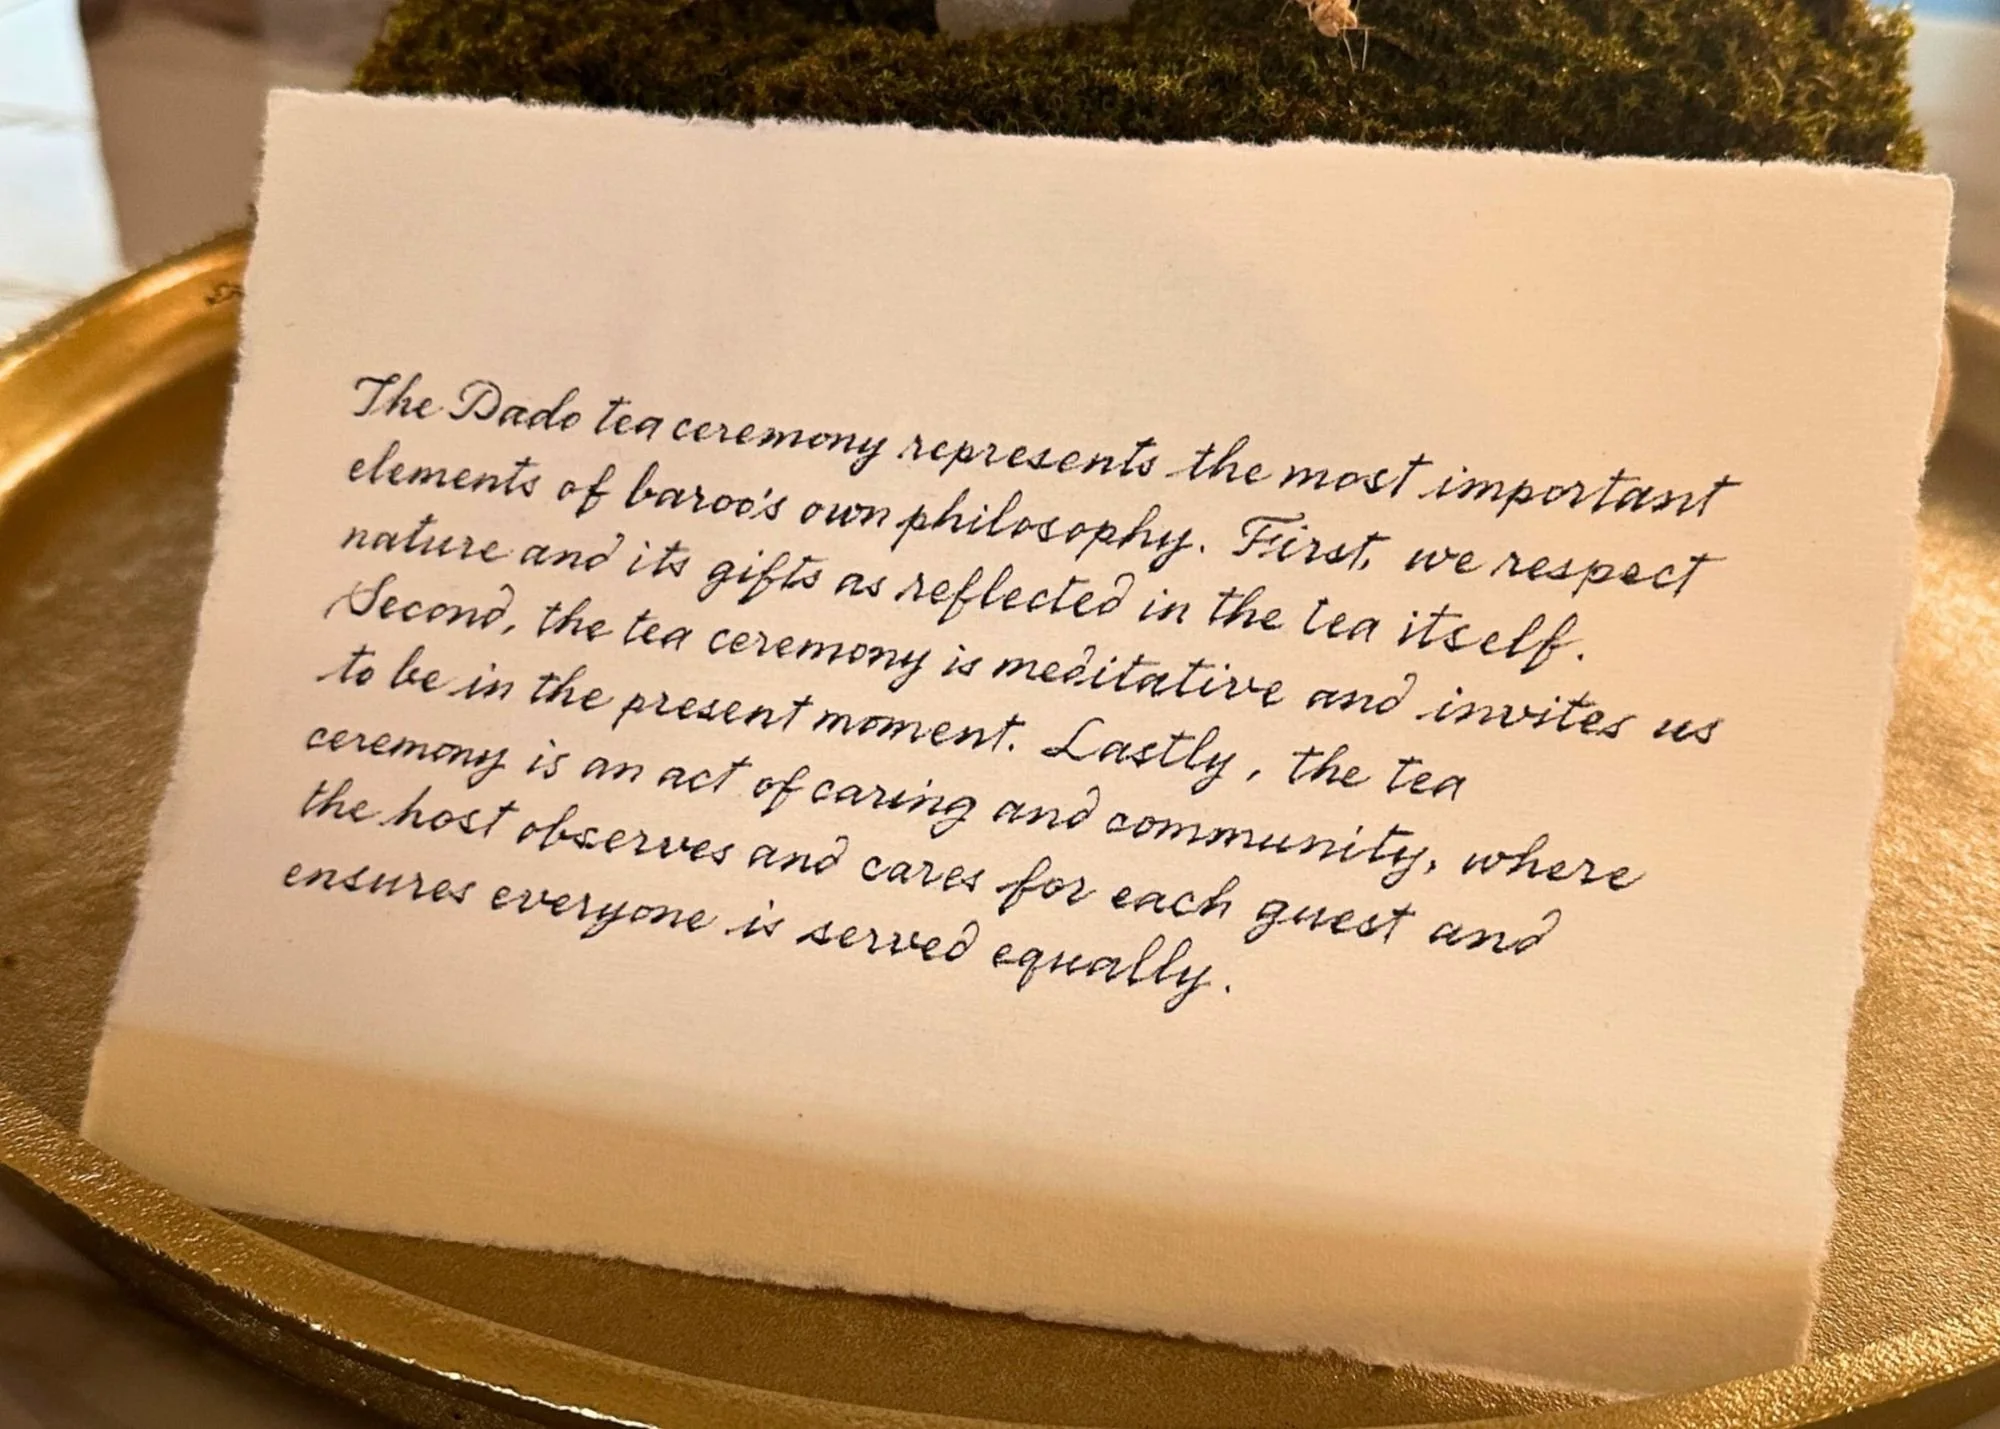 The Dado tea ceremony represents the most important
elements of baroo's own philosophy. First, we respect
nature and its gifts as reflected in the tea itself.
Second, the tea ceremony is meditative and invites us
to be in the present moment. Lastly, the tea
ceremony is an act of caring and community, where
the host observes and cares for each guest and
ensures everyone is served equally.